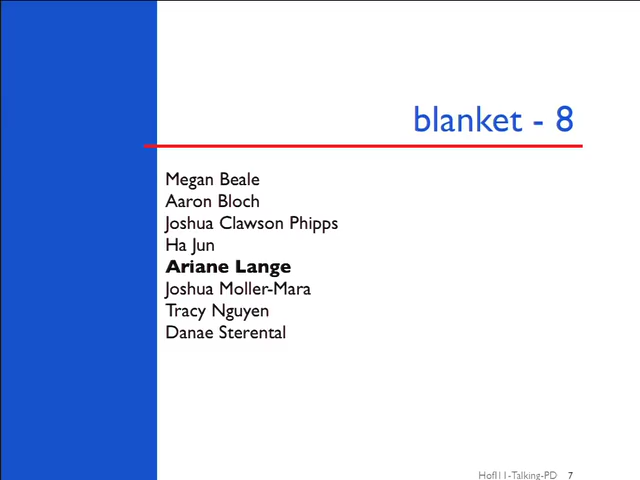 blanket - 8
Megan Beale
Aaron Bloch
Joshua Clawson Phipps
Ha Jun
Ariane Lange
Joshua Moller-Mara
Tracy Nguyen
Danae Sterental
Hofl11-Talking-PD 7